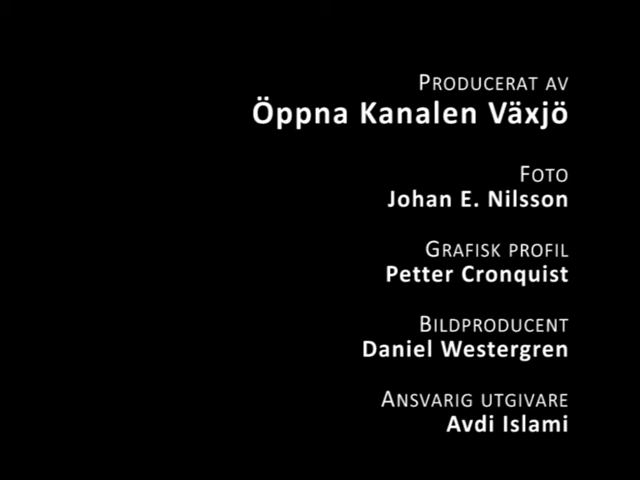 Producerat av
Öppna Kanalen Växjö
Foto
Johan E. Nilsson
Grafisk profil
Petter Cronquist
Bildproducent
Daniel Westergren
Ansvarig utgivare
Avdi Islami